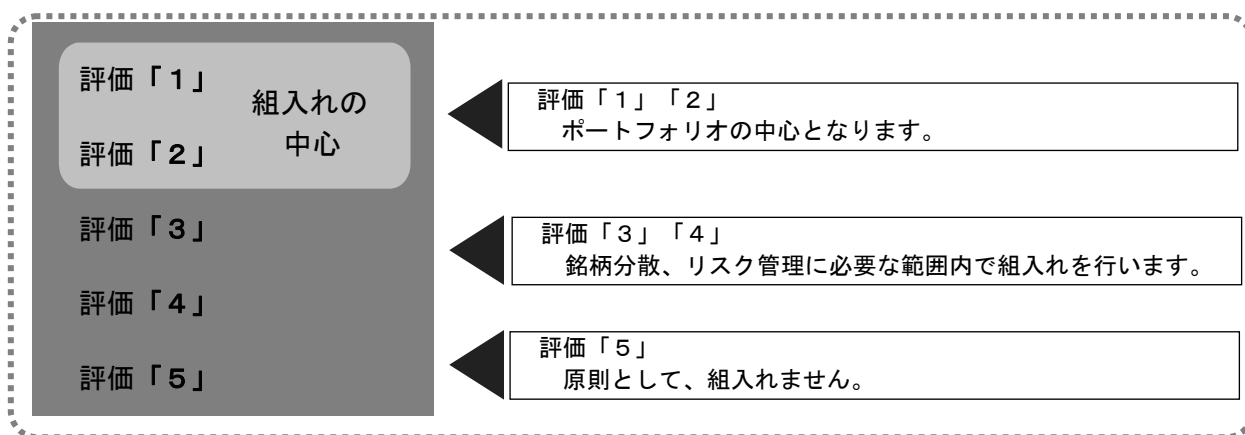 評価「１」
評価「２」
組入れの
中心
評価「３」
評価「４」
評価「５」
評価「１」「２」
ポートフォリオの中心となります。
評価「３」「４」
銘柄分散、リスク管理に必要な範囲内で組入れを行います。
評価「５」
原則として、組入れません。